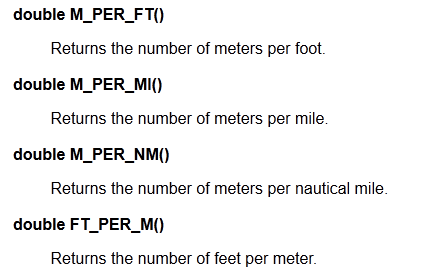 double M_PER_FT()
Returns the number of meters per foot.
double M_PER_MI()
Returns the number of meters per mile.
double M_PER_NM()
Returns the number of meters per nautical mile.
double FT_PER_M()
Returns the number of feet per meter.